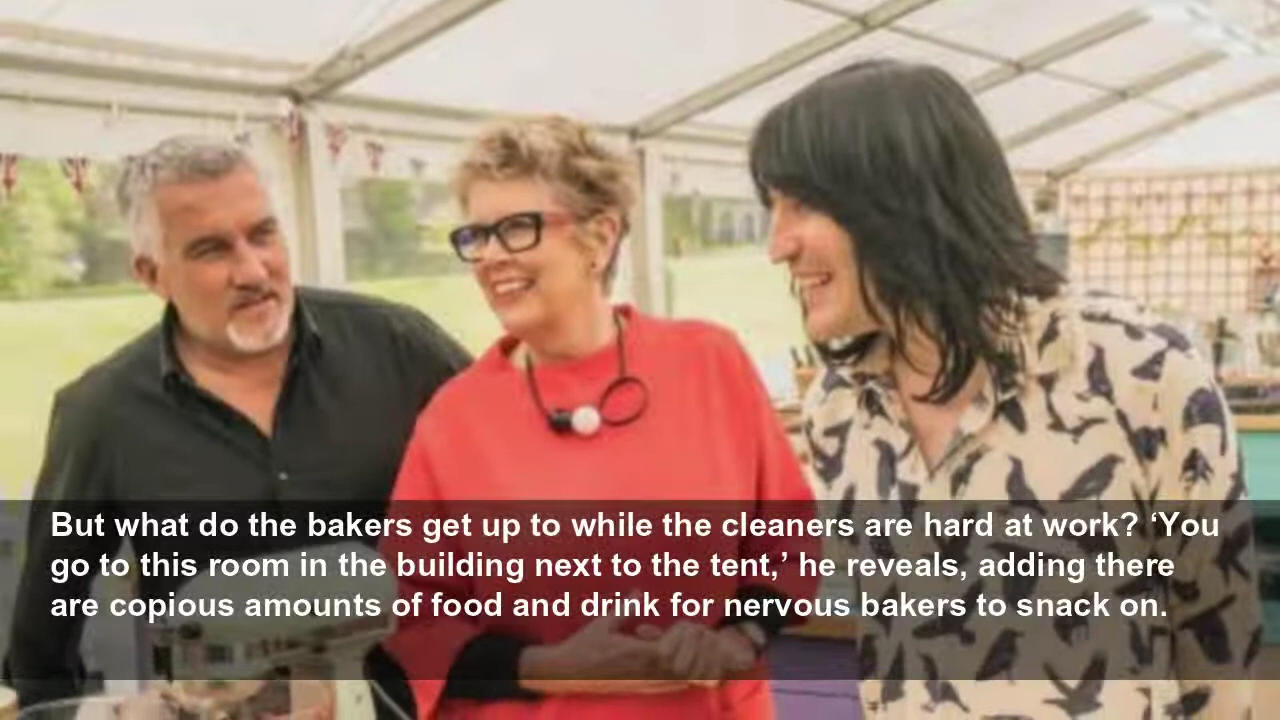 But what do the bakers get up to while the cleaners are hard at work? ‘You
go to this room in the building next to the tent,’ he reveals, adding there
are copious amounts of food and drink for nervous bakers to snack on.